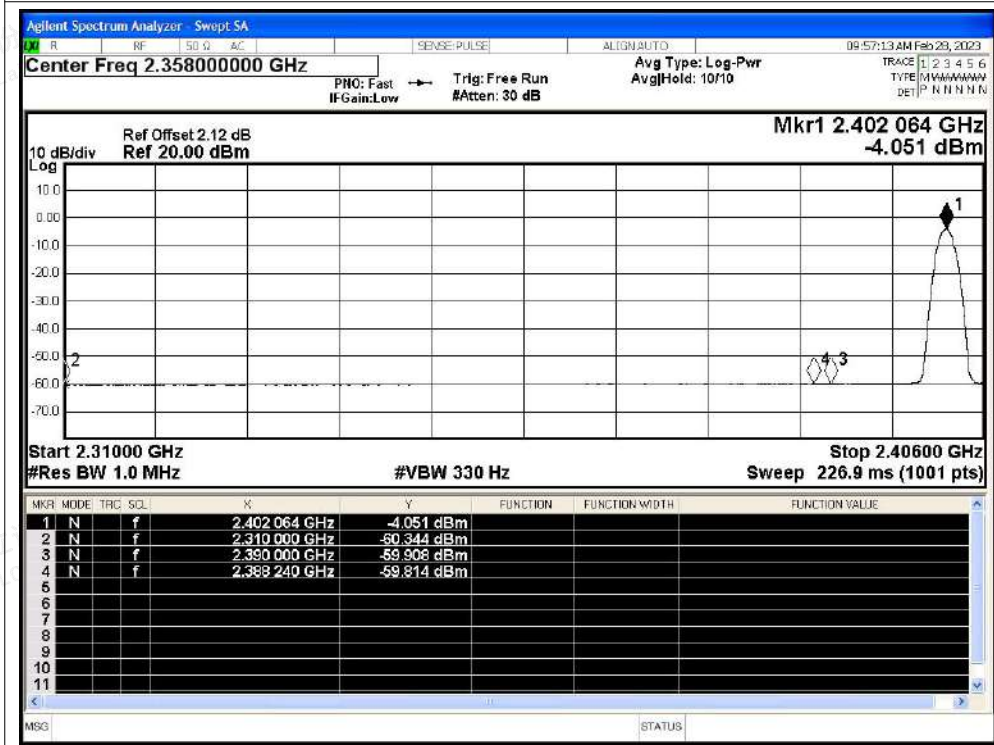 Agilent Spectrum Analyzer - Swept SA
LXI R RF 50 Ω AC SENSE:PULSE ALIGN AUTO 09:57:13 AM Feb 28, 2023
Center Freq 2.358000000 GHz
PNO: Fast
IFGain:Low
Trig: Free Run
#Atten: 30 dB
Avg Type: Log-Pwr
Avg|Hold: 10/10
TRACE 1 2 3 4 5 6
TYPE M W W W W W
DET P N N N N N
Ref Offset 2.12 dB
10 dB/div Ref 20.00 dBm
Log
Mkr1 2.402 064 GHz
-4.051 dBm
10.0
0.00
-10.0
-20.0
-30.0
-40.0
-50.0
-60.0
-70.0
1
2
4 3
Start 2.31000 GHz Stop 2.40600 GHz
#Res BW 1.0 MHz #VBW 330 Hz Sweep 226.9 ms (1001 pts)
MKR MODE TRC SCL X Y FUNCTION FUNCTION WIDTH FUNCTION VALUE
1 N f 2.402 064 GHz -4.051 dBm
2 N f 2.310 000 GHz -60.344 dBm
3 N f 2.390 000 GHz -59.908 dBm
4 N f 2.388 240 GHz -59.814 dBm
5
6
7
8
9
10
11
MSG STATUS